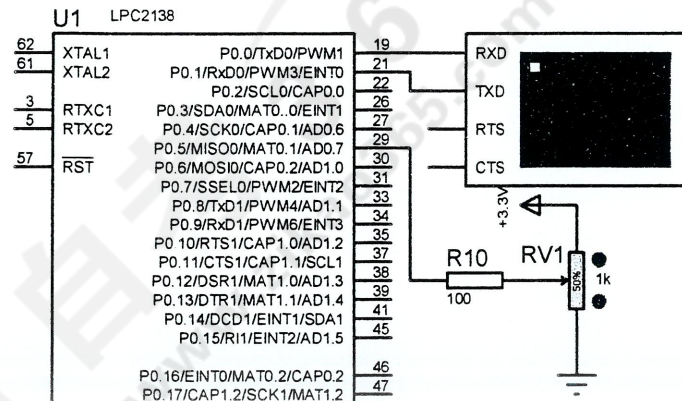 U1 LPC2138
62 XTAL1 P0.0/TxD0/PWM1 19 RXD
61 XTAL2 P0.1/RxD0/PWM3/EINT0 21
P0.2/SCL0/CAP0.0 22 TXD
3 RTXC1 P0.3/SDA0/MAT0..0/EINT1 26
5 RTXC2 P0.4/SCK0/CAP0.1/AD0.6 27 RTS
P0.5/MISO0/MAT0.1/AD0.7 29
57 RST P0.6/MOSI0/CAP0.2/AD1.0 30 CTS
P0.7/SSEL0/PWM2/EINT2 31
P0.8/TxD1/PWM4/AD1.1 33 +3.3V
P0.9/RxD1/PWM6/EINT3 34
P0.10/RTS1/CAP1.0/AD1.2 35
P0.11/CTS1/CAP1.1/SCL1 37 R10 RV1
P0.12/DSR1/MAT1.0/AD1.3 38 50% 1k
P0.13/DTR1/MAT1.1/AD1.4 39 100
P0.14/DCD1/EINT1/SDA1 41
P0.15/RI1/EINT2/AD1.5 45
P0.16/EINT0/MAT0.2/CAP0.2 46
P0.17/CAP1.2/SCK1/MAT1.2 47